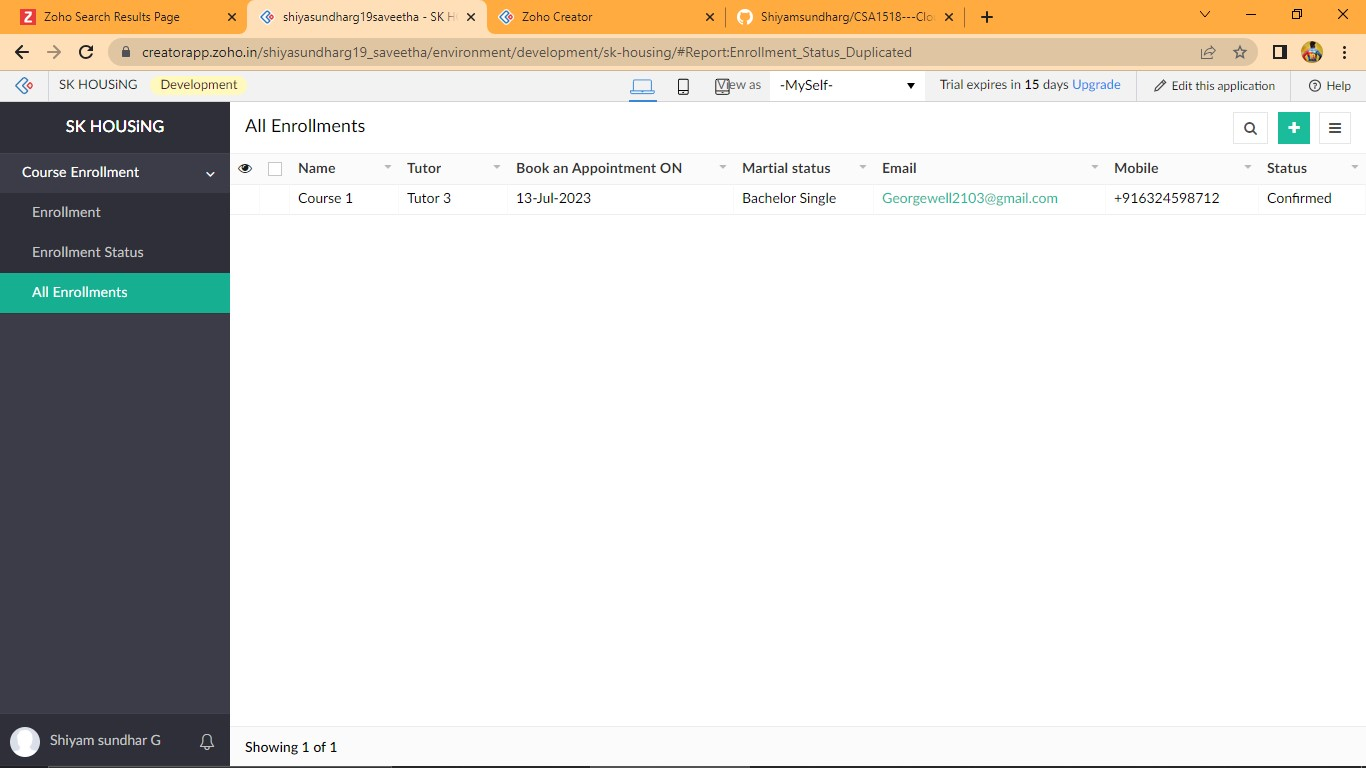 Zoho Search Results Page
shiyasundharg19saveetha - SK H
Zoho Creator
Shiyamsundharg/CSA1518---Clo
creatorapp.zoho.in/shiyasundharg19_saveetha/environment/development/sk-housing/#Report:Enrollment_Status_Duplicated
SK HOUSiNG Development View as -MySelf- Trial expires in 15 days Upgrade Edit this application Help
SK HOUSiNG
Course Enrollment
Enrollment
Enrollment Status
All Enrollments
Shiyam sundhar G
All Enrollments
Name Tutor Book an Appointment ON Martial status Email Mobile Status
Course 1 Tutor 3 13-Jul-2023 Bachelor Single Georgewell2103@gmail.com +916324598712 Confirmed
Showing 1 of 1